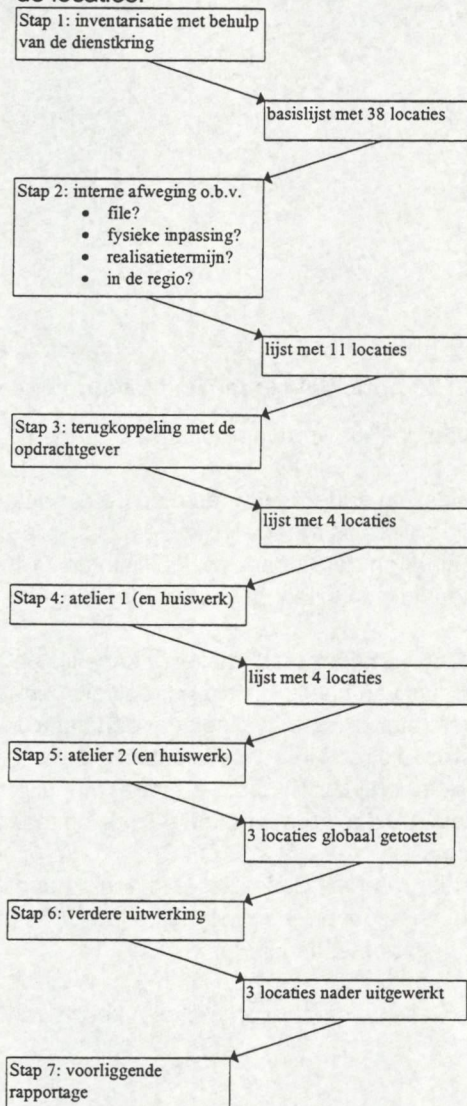 de locaties.
Stap 1: inventarisatie met behulp
van de dienstkring
basislijst met 38 locaties
Stap 2: interne afweging o.b.v.
• file?
• fysieke inpassing?
• realisatietermijn?
• in de regio?
lijst met 11 locaties
Stap 3: terugkoppeling met de
opdrachtgever
lijst met 4 locaties
Stap 4: atelier 1 (en huiswerk)
lijst met 4 locaties
Stap 5: atelier 2 (en huiswerk)
3 locaties globaal getoetst
Stap 6: verdere uitwerking
3 locaties nader uitgewerkt
Stap 7: voorliggende
rapportage